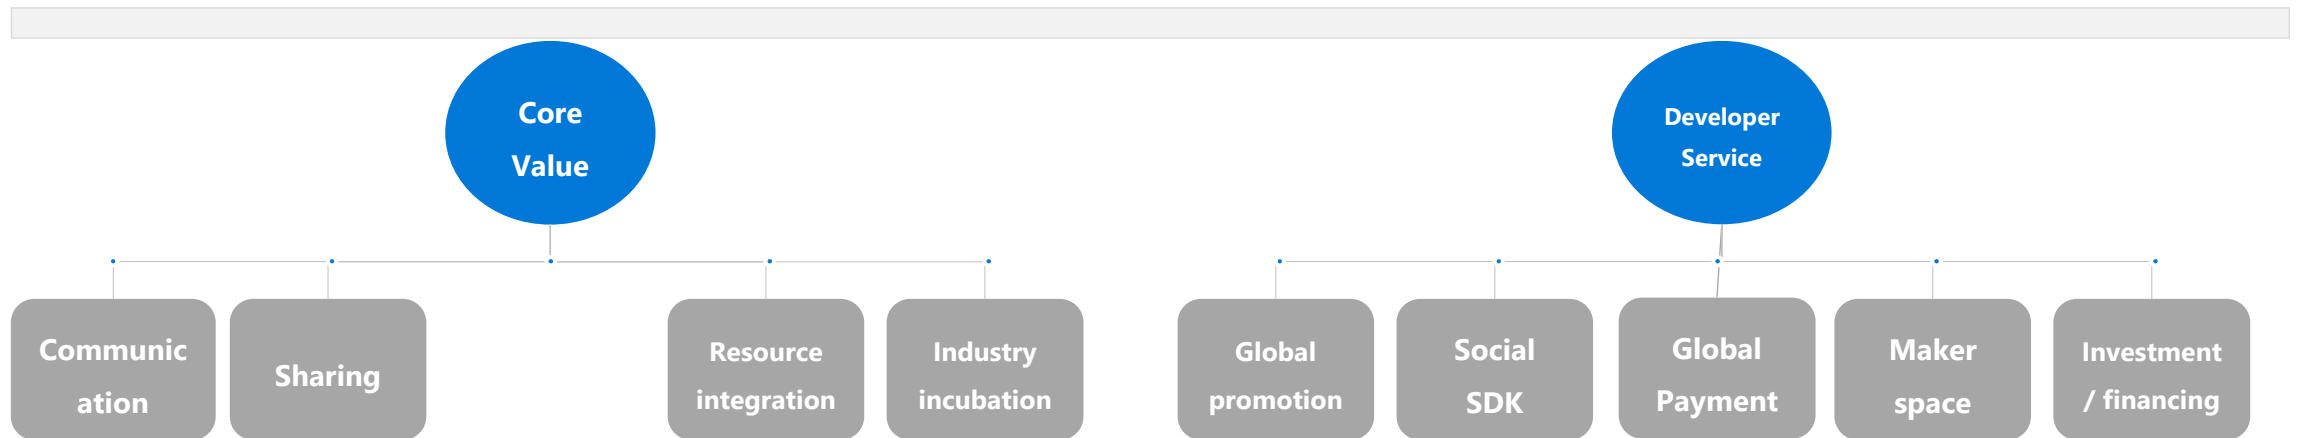 Core
Value
Developer
Service
Communic
ation
Sharing
Resource
integration
Industry
incubation
Global
promotion
Social
SDK
Global
Payment
Maker
space
Investment
/ financing